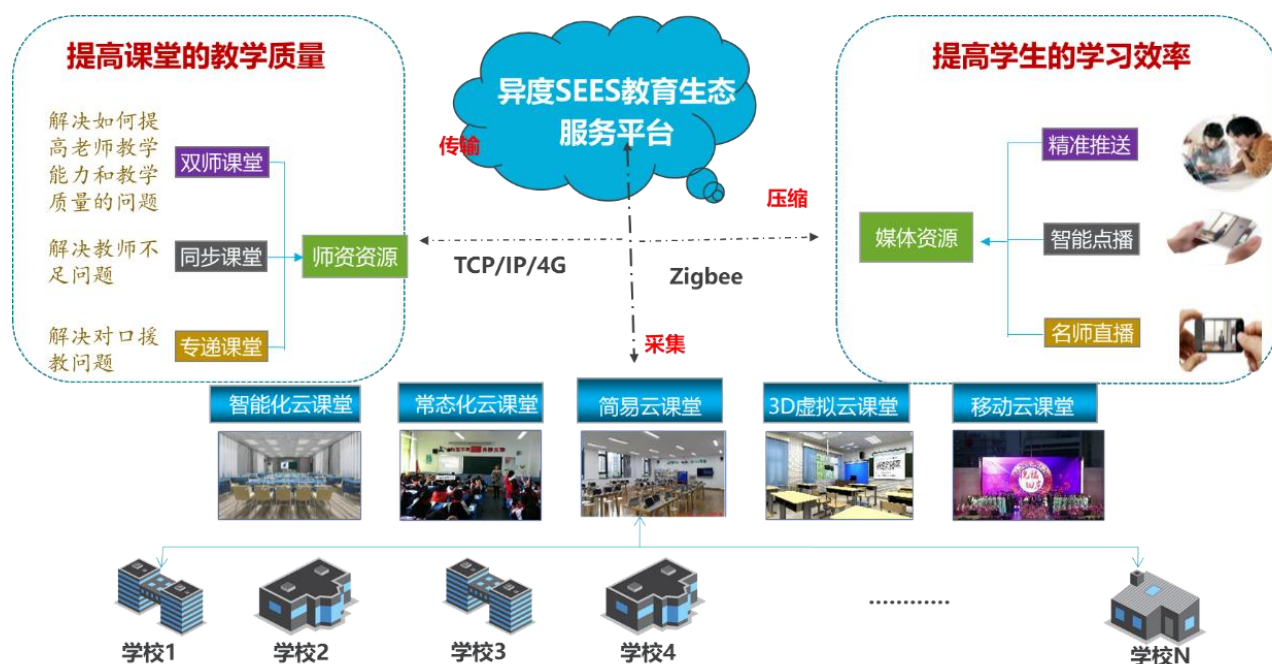 提高课堂的教学质量
解决如何提
高老师教学
能力和教学
质量的问题
双师课堂
解决教师不
足问题
同步课堂
师资资源
解决对口援
教问题
专递课堂
异度SEES教育生态
服务平台
传输
压缩
TCP/IP/4G
Zigbee
采集
提高学生的学习效率
精准推送
媒体资源
智能点播
名师直播
智能化云课堂
常态化云课堂
简易云课堂
3D虚拟云课堂
移动云课堂
学校1
学校2
学校3
学校4
............
学校N